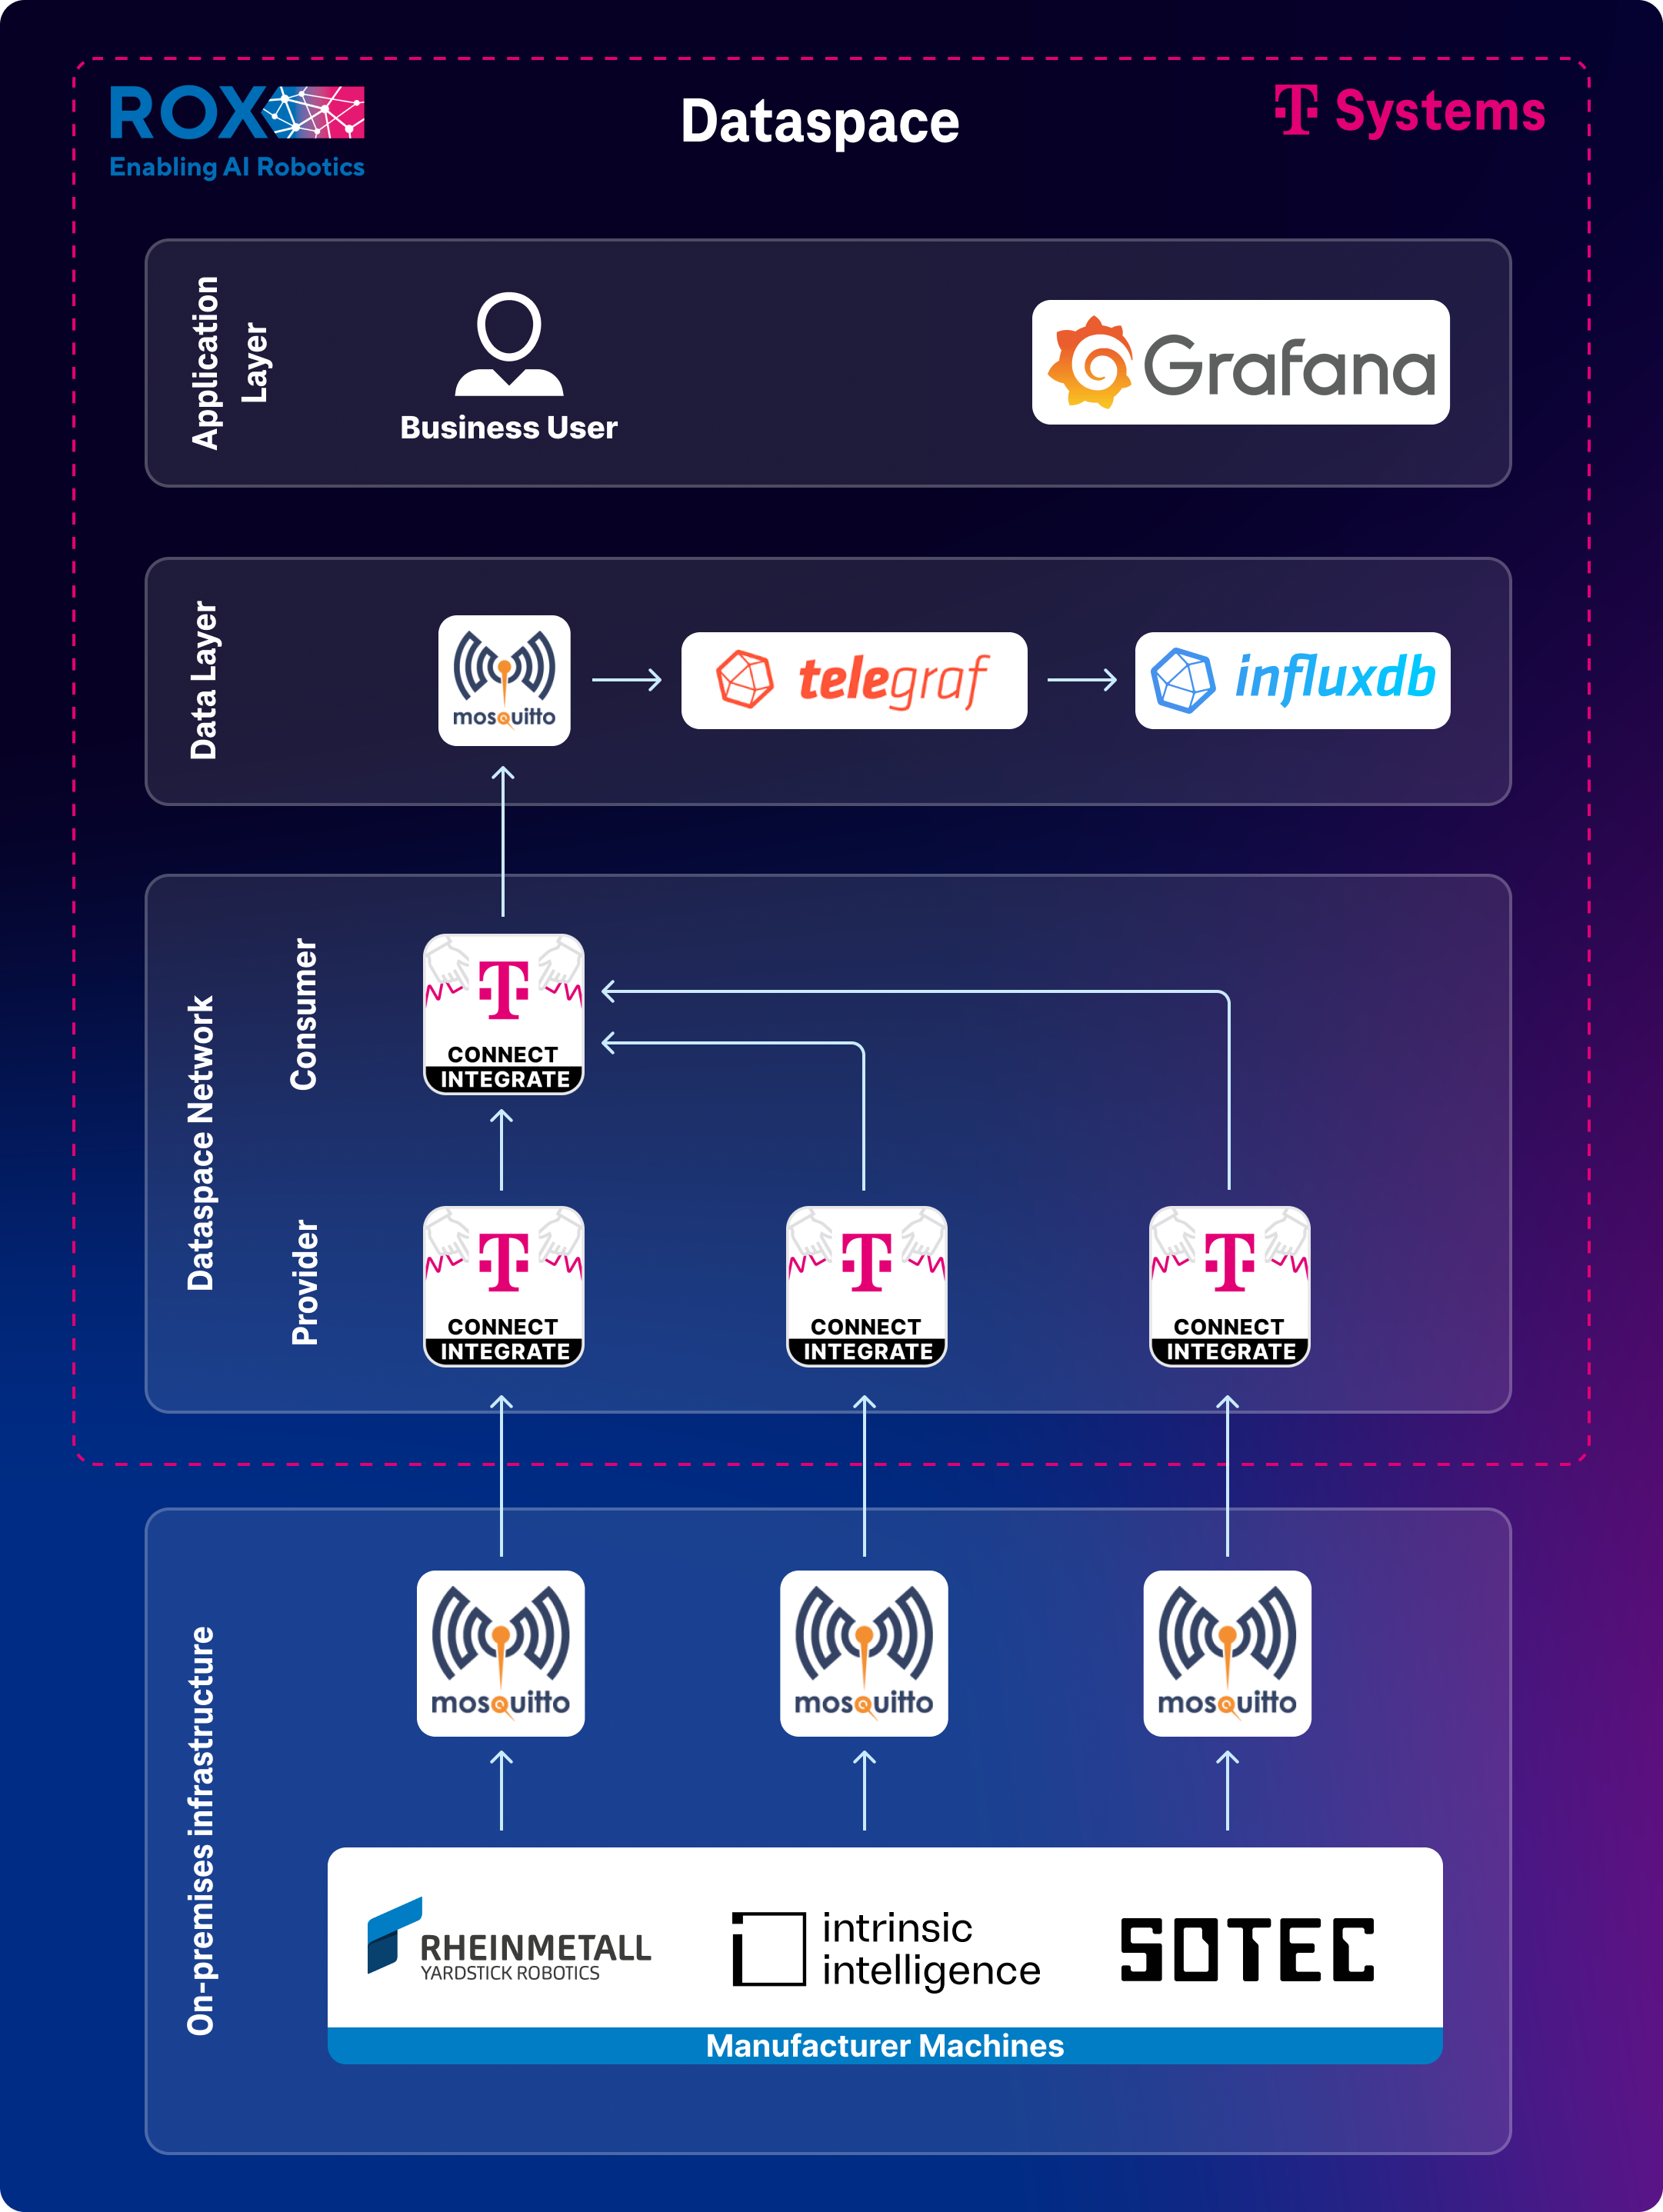 ROX
Enabling AI Robotics
Dataspace
T Systems
Application
Layer
Business User
Grafana
Data Layer
mosquitto
telegraf
influxdb
Dataspace Network
Consumer
T
CONNECT
INTEGRATE
Provider
T
CONNECT
INTEGRATE
T
CONNECT
INTEGRATE
T
CONNECT
INTEGRATE
On-premises infrastructure
mosquitto
mosquitto
mosquitto
RHEINMETALL
YARDSTICK ROBOTICS
intrinsic
intelligence
SOTEC
Manufacturer Machines